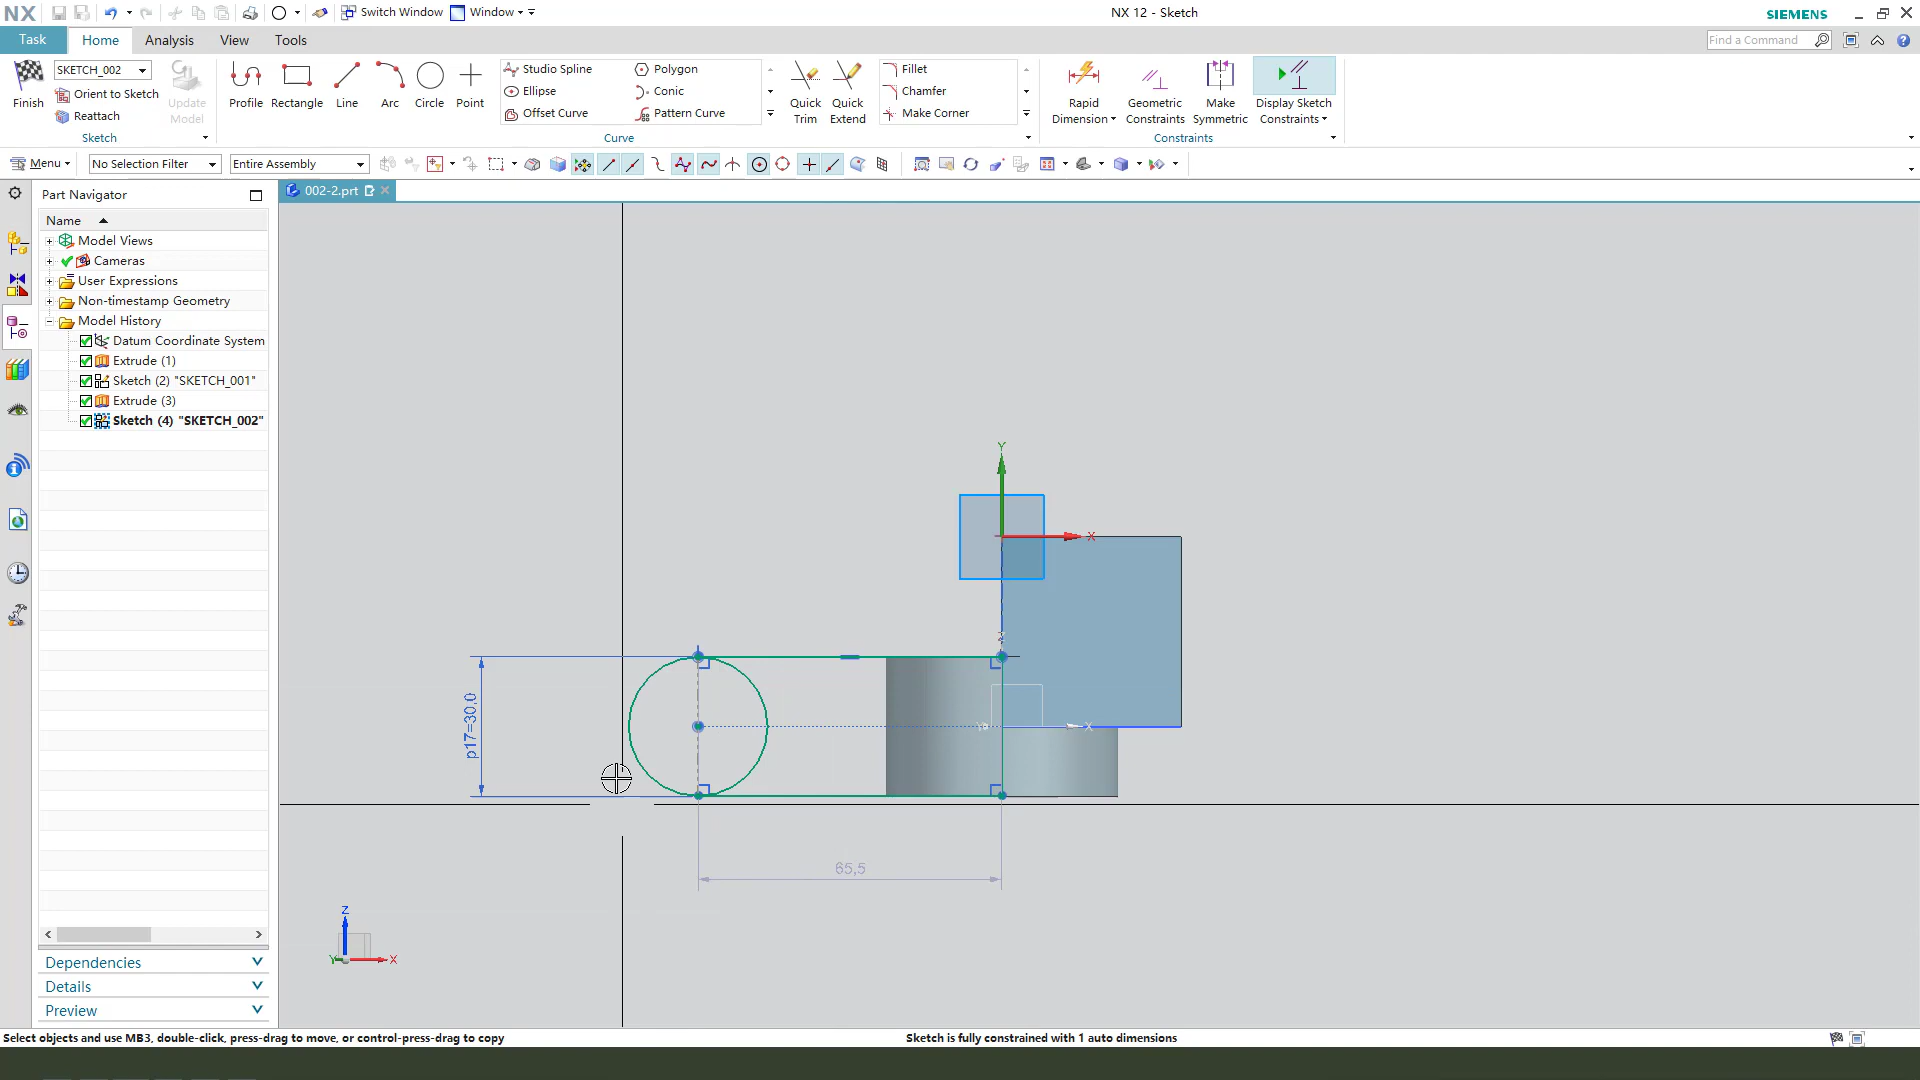 NX
Switch Window
Window
NX 12 - Sketch
SIEMENS
Task
Home
Analysis
View
Tools
Find a Command
Finish
SKETCH_002
Orient to Sketch
Reattach
Update
Model
Sketch
Profile
Rectangle
Line
Arc
Circle
Point
Studio Spline
Ellipse
Offset Curve
Polygon
Conic
Pattern Curve
Curve
Quick
Trim
Quick
Extend
Fillet
Chamfer
Make Corner
Rapid
Dimension
Geometric
Constraints
Make
Symmetric
Display Sketch
Constraints
Constraints
Menu
No Selection Filter
Entire Assembly
Part Navigator
002-2.prt
Name
Model Views
Cameras
User Expressions
Non-timestamp Geometry
Model History
Datum Coordinate System
Extrude (1)
Sketch (2) "SKETCH_001"
Extrude (3)
Sketch (4) "SKETCH_002"
Y
X
Z
p17=30,0
Y
X
65,5
Z
Y
X
Dependencies
Details
Preview
Select objects and use MB3, double-click, press-drag to move, or control-press-drag to copy
Sketch is fully constrained with 1 auto dimensions